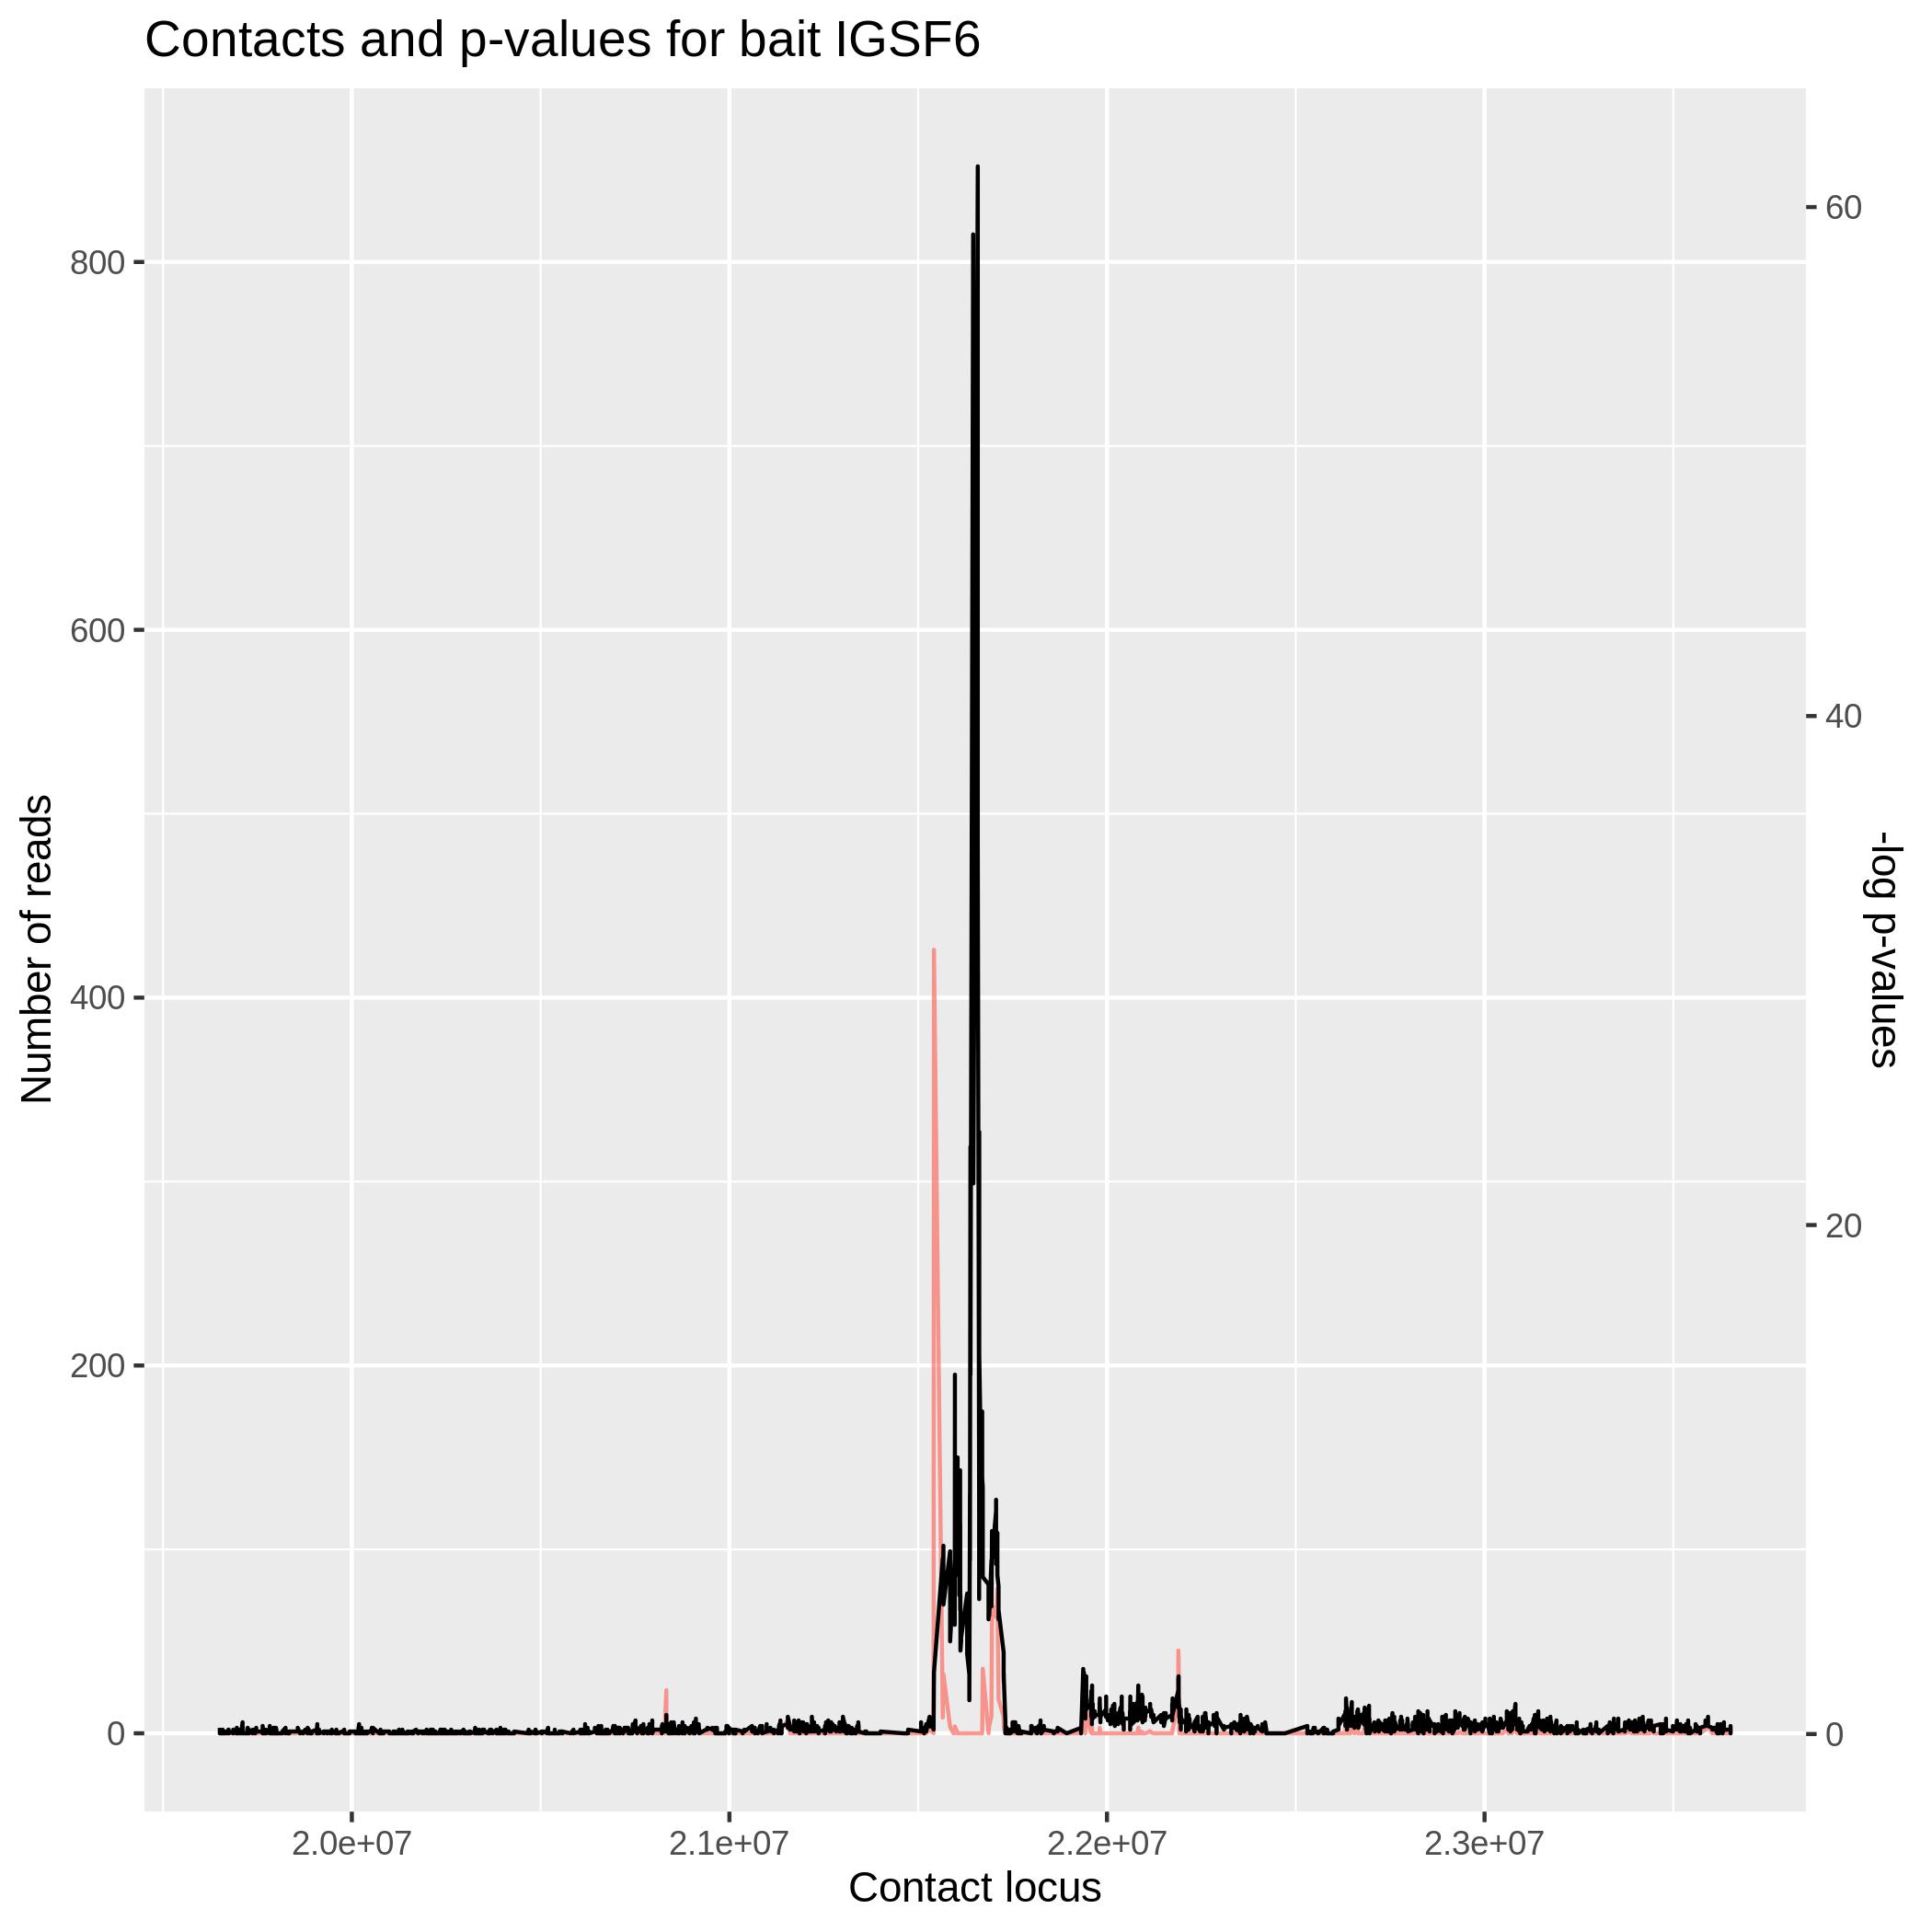 Contacts and p-values for bait IGSF6
Number of reads
800
600
400
200
0
60
40
20
0
-log p-values
2.0e+07
2.1e+07
2.2e+07
2.3e+07
Contact locus